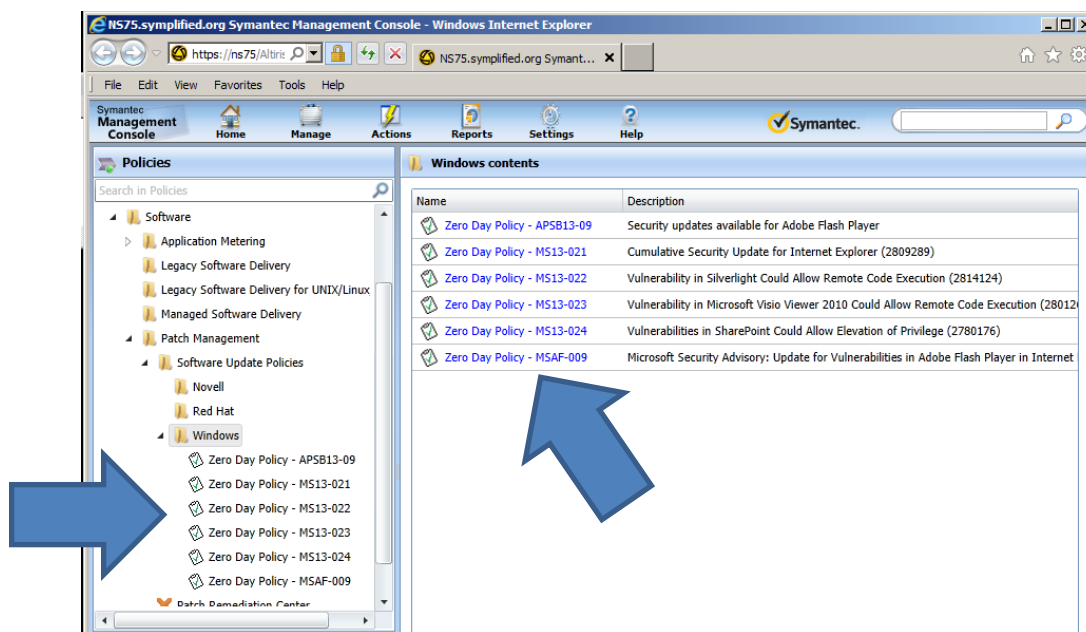 NS75.symplified.org Symantec Management Console - Windows Internet Explorer
https://ns75/Altiris
NS75.symplified.org Symant...
File Edit View Favorites Tools Help
Symantec
Management
Console
Home Manage Actions Reports Settings Help
Symantec.
Policies
Search in Policies
Software
Application Metering
Legacy Software Delivery
Legacy Software Delivery for UNIX/Linux
Managed Software Delivery
Patch Management
Software Update Policies
Novell
Red Hat
Windows
Zero Day Policy - APSB13-09
Zero Day Policy - MS13-021
Zero Day Policy - MS13-022
Zero Day Policy - MS13-023
Zero Day Policy - MS13-024
Zero Day Policy - MSAF-009
Patch Remediation Center
Windows contents
Name Description
Zero Day Policy - APSB13-09 Security updates available for Adobe Flash Player
Zero Day Policy - MS13-021 Cumulative Security Update for Internet Explorer (2809289)
Zero Day Policy - MS13-022 Vulnerability in Silverlight Could Allow Remote Code Execution (2814124)
Zero Day Policy - MS13-023 Vulnerability in Microsoft Visio Viewer 2010 Could Allow Remote Code Execution (28012
Zero Day Policy - MS13-024 Vulnerabilities in SharePoint Could Allow Elevation of Privilege (2780176)
Zero Day Policy - MSAF-009 Microsoft Security Advisory: Update for Vulnerabilities in Adobe Flash Player in Internet